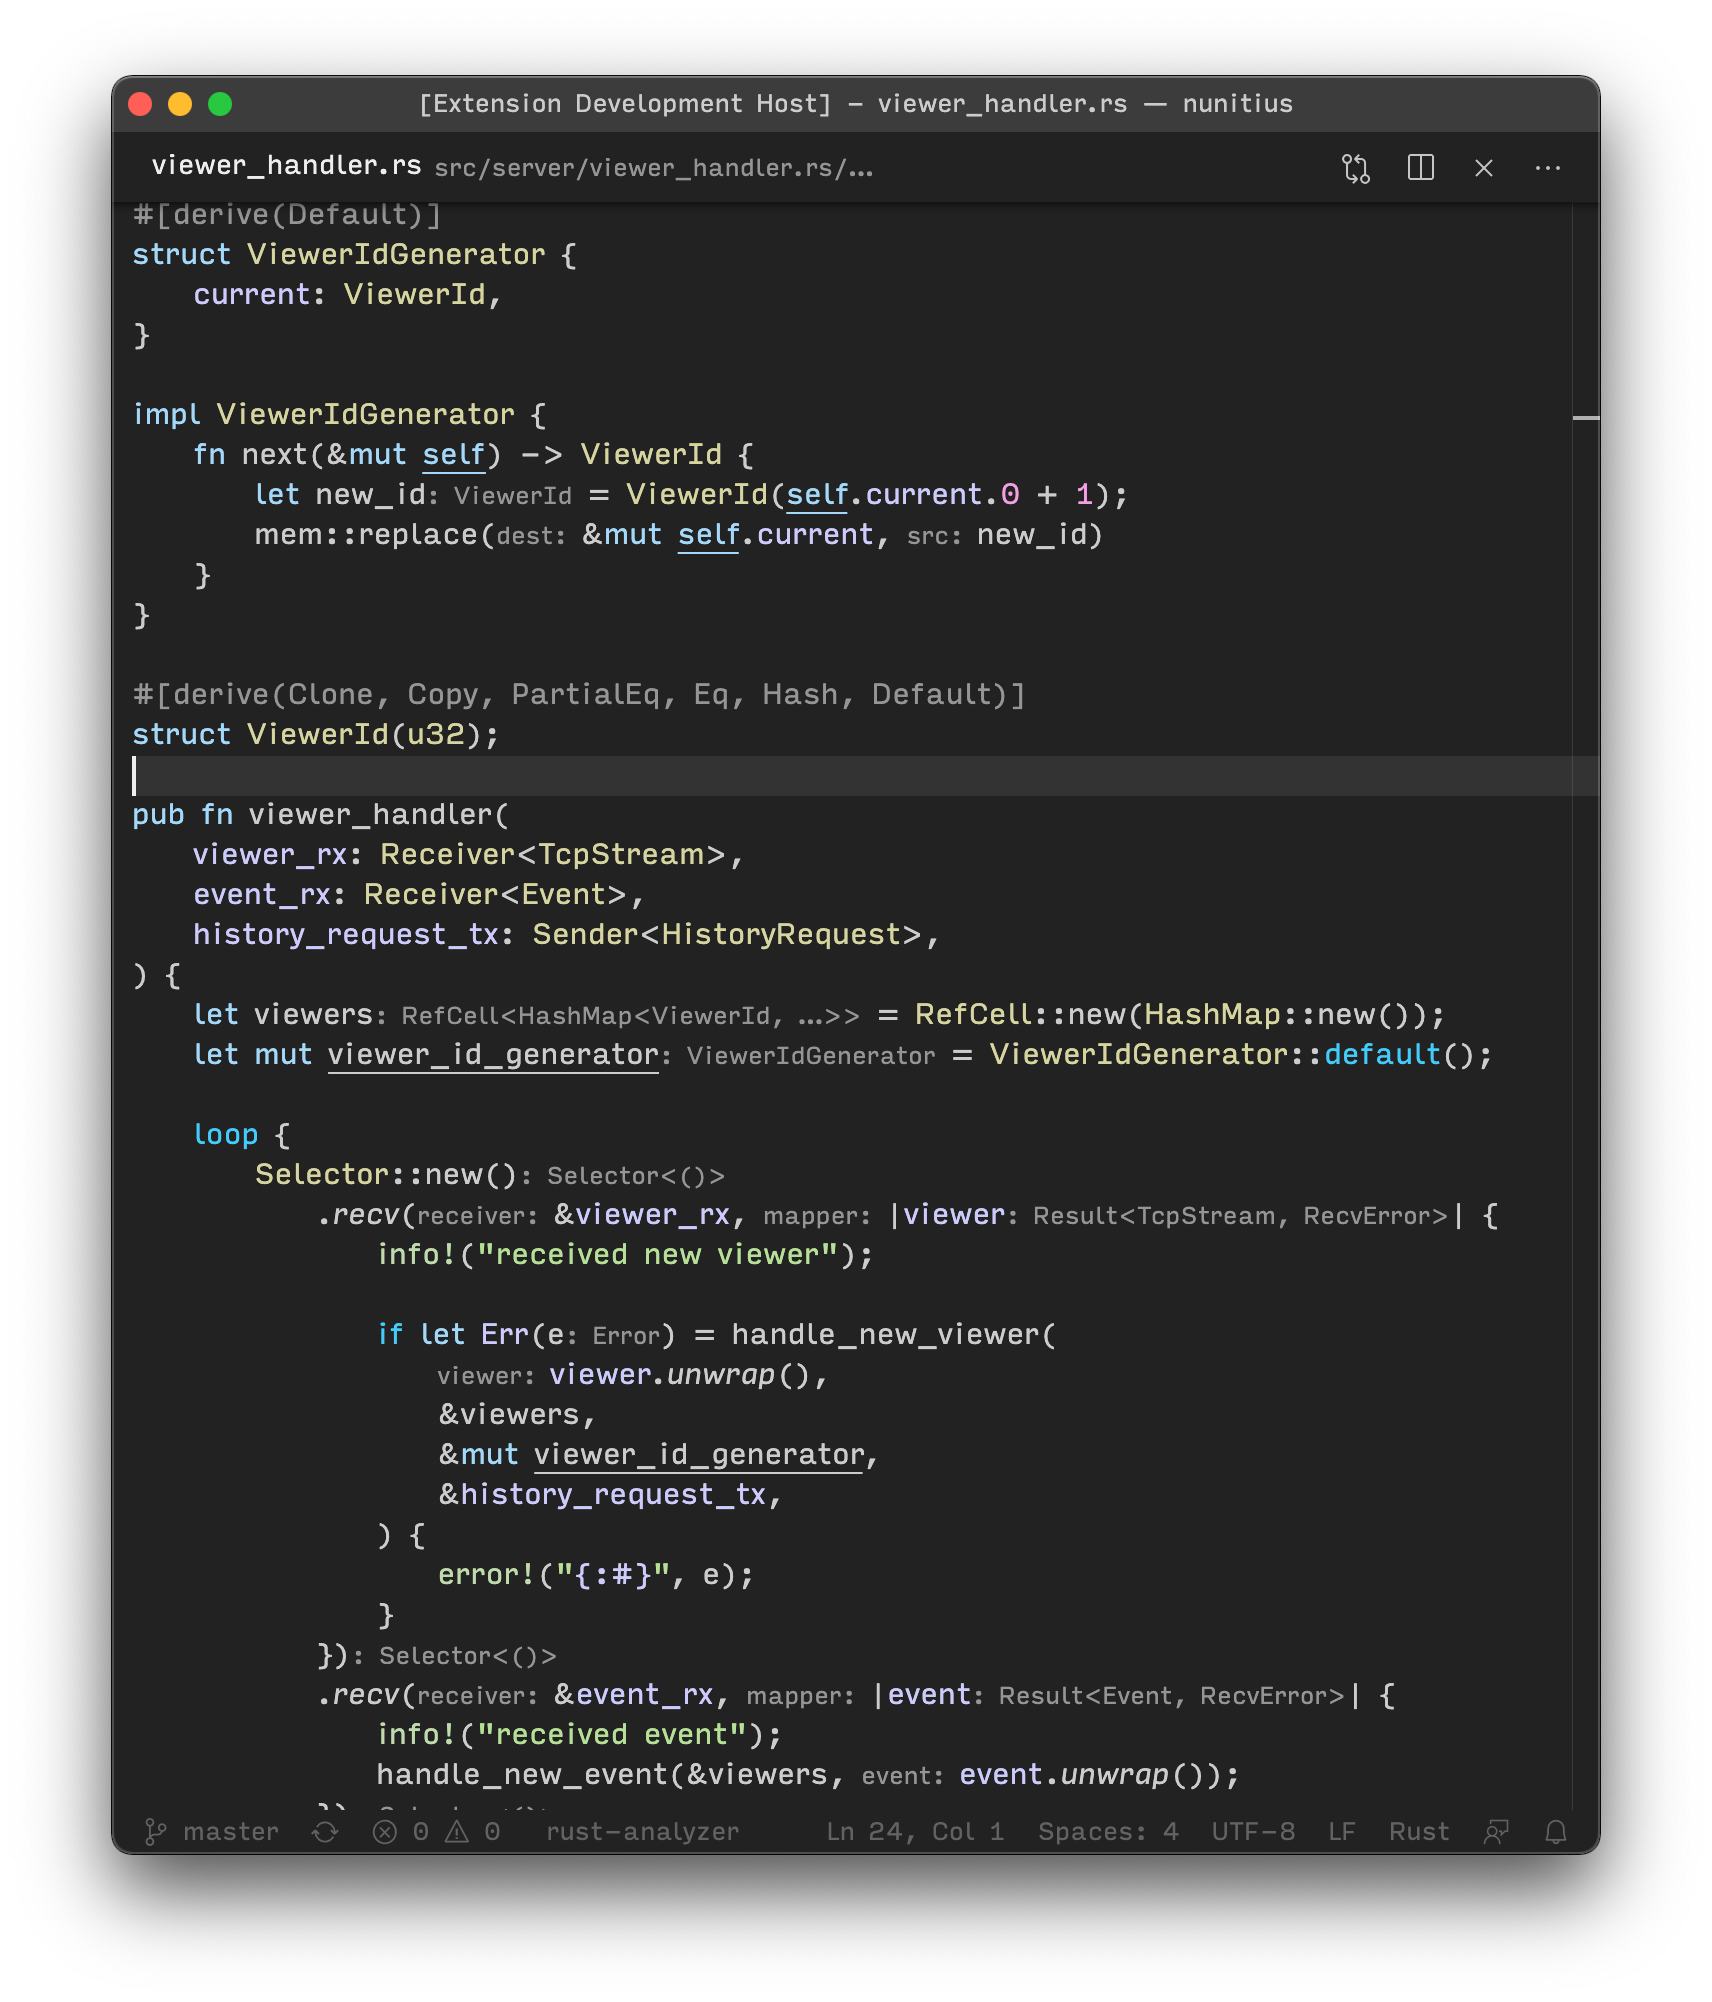 [Extension Development Host] – viewer_handler.rs — nunitius
viewer_handler.rs src/server/viewer_handler.rs/...
#[derive(Default)]
struct ViewerIdGenerator {
    current: ViewerId,
}

impl ViewerIdGenerator {
    fn next(&mut self) -> ViewerId {
        let new_id: ViewerId = ViewerId(self.current.0 + 1);
        mem::replace(dest: &mut self.current, src: new_id)
    }
}

#[derive(Clone, Copy, PartialEq, Eq, Hash, Default)]
struct ViewerId(u32);

pub fn viewer_handler(
    viewer_rx: Receiver<TcpStream>,
    event_rx: Receiver<Event>,
    history_request_tx: Sender<HistoryRequest>,
) {
    let viewers: RefCell<HashMap<ViewerId, ...>> = RefCell::new(HashMap::new());
    let mut viewer_id_generator: ViewerIdGenerator = ViewerIdGenerator::default();

    loop {
        Selector::new(): Selector<()>
            .recv(receiver: &viewer_rx, mapper: |viewer: Result<TcpStream, RecvError>| {
                info!("received new viewer");

                if let Err(e: Error) = handle_new_viewer(
                    viewer: viewer.unwrap(),
                    &viewers,
                    &mut viewer_id_generator,
                    &history_request_tx,
                ) {
                    error!("{:#}", e);
                }
            }): Selector<()>
            .recv(receiver: &event_rx, mapper: |event: Result<Event, RecvError>| {
                info!("received event");
                handle_new_event(&viewers, event: event.unwrap());
master 0 0 rust-analyzer Ln 24, Col 1 Spaces: 4 UTF-8 LF Rust